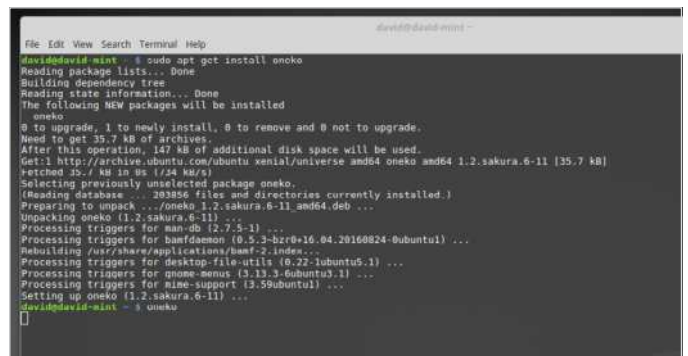 david@david-mint ~
File Edit View Search Terminal Help
david@david-mint ~ $ sudo apt get install oneko
Reading package lists... Done
Building dependency tree
Reading state information... Done
The following NEW packages will be installed
oneko
0 to upgrade, 1 to newly install, 0 to remove and 0 not to upgrade.
Need to get 35.7 kB of archives.
After this operation, 147 kB of additional disk space will be used.
Get:1 http://archive.ubuntu.com/ubuntu xenial/universe amd64 oneko amd64 1.2.sakura.6-11 [35.7 kB]
Fetched 35.7 kB in 0s (734 kB/s)
Selecting previously unselected package oneko.
(Reading database ... 203856 files and directories currently installed.)
Preparing to unpack .../oneko_1.2.sakura.6-11_amd64.deb ...
Unpacking oneko (1.2.sakura.6-11) ...
Processing triggers for man-db (2.7.5-1) ...
Processing triggers for bamfdaemon (0.5.3~bzr0+16.04.20160824-0ubuntu1) ...
Rebuilding /usr/share/applications/bamf-2.index...
Processing triggers for desktop-file-utils (0.22-1ubuntu5.1) ...
Processing triggers for gnome-menus (3.13.3-6ubuntu3.1) ...
Processing triggers for mime-support (3.59ubuntu1) ...
Setting up oneko (1.2.sakura.6-11) ...
david@david-mint ~ $ oneko